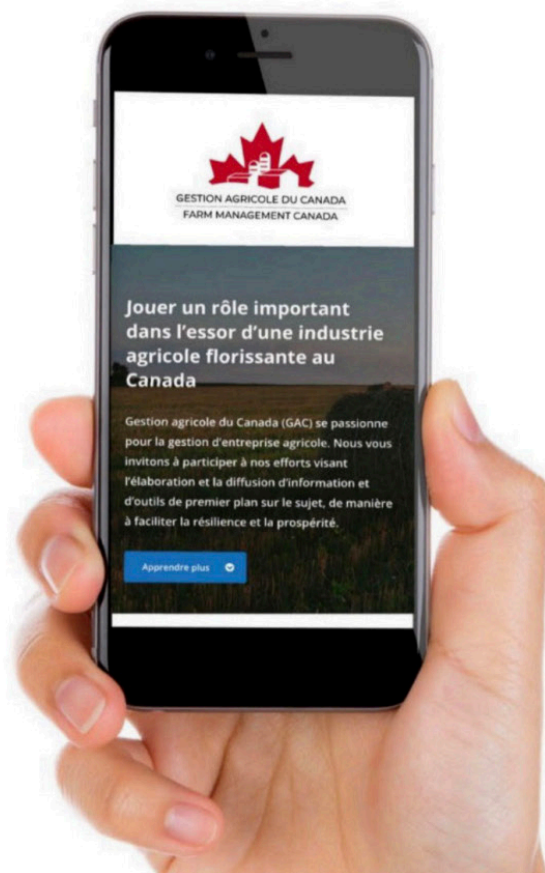 GESTION AGRICOLE DU CANADA
FARM MANAGEMENT CANADA
Jouer un rôle important
dans l'essor d'une industrie
agricole florissante au
Canada
Gestion agricole du Canada (GAC) se passionne
pour la gestion d'entreprise agricole. Nous vous
invitons à participer à nos efforts visant
l'élaboration et la diffusion d'information et
d'outils de premier plan sur le sujet, de manière
à faciliter la résilience et la prospérité.
Apprendre plus